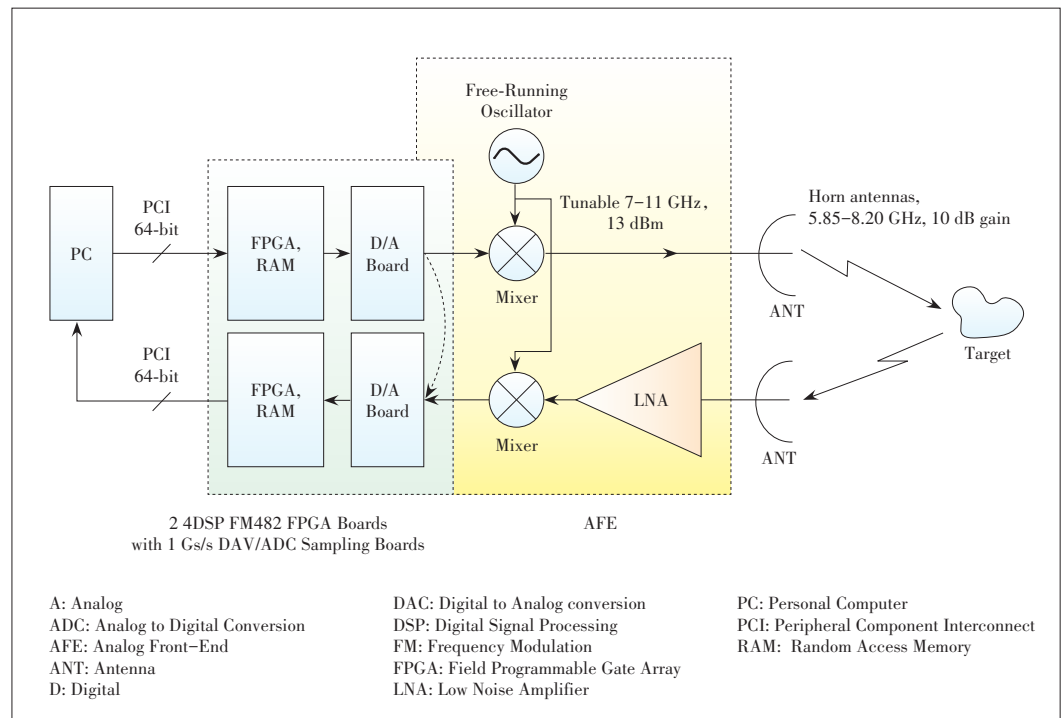 Free-Running
Oscillator
Tunable 7-11 GHz,
13 dBm
Horn antennas,
5.85-8.20 GHz, 10 dB gain
PCI
64-bit
PC
FPGA,
RAM
D/A
Board
Mixer
ANT
Target
PCI
64-bit
FPGA,
RAM
D/A
Board
Mixer
LNA
ANT
2 4DSP FM482 FPGA Boards
with 1 Gs/s DAV/ADC Sampling Boards
AFE
A: Analog
ADC: Analog to Digital Conversion
AFE: Analog Front-End
ANT: Antenna
D: Digital
DAC: Digital to Analog conversion
DSP: Digital Signal Processing
FM: Frequency Modulation
FPGA: Field Programmable Gate Array
LNA: Low Noise Amplifier
PC: Personal Computer
PCI: Peripheral Component Interconnect
RAM: Random Access Memory